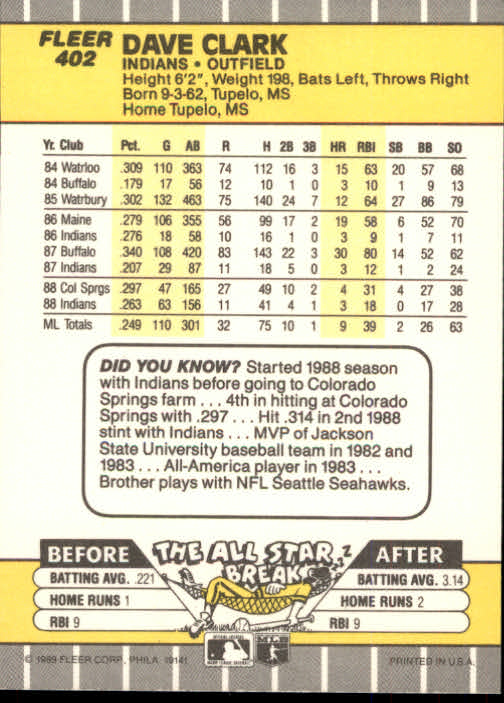 FLEER
402
DAVE CLARK
INDIANS • OUTFIELD
Height 6'2", Weight 198, Bats Left, Throws Right
Born 9-3-62, Tupelo, MS
Home Tupelo, MS
Yr. Club Pct. G AB R H 2B 3B HR RBI SB BB SO
84 Watrloo .309 110 363 74 112 16 3 15 63 20 57 68
84 Buffalo .179 17 56 12 10 1 0 3 10 1 9 13
85 Watrbury .302 132 463 75 140 24 7 12 64 27 86 79
86 Maine .279 106 355 56 99 17 2 19 58 6 52 70
86 Indians .276 18 58 10 16 1 0 3 9 1 7 11
87 Buffalo .340 108 420 83 143 22 3 30 80 14 52 62
87 Indians .207 29 87 11 18 5 0 3 12 1 2 24
88 Col Sprgs .297 47 165 27 49 10 2 4 31 4 27 38
88 Indians .263 63 156 11 41 4 1 3 18 0 17 28
ML Totals .249 110 301 32 75 10 1 9 39 2 26 63
DID YOU KNOW? Started 1988 season
with Indians before going to Colorado
Springs farm . . . 4th in hitting at Colorado
Springs with .297 . . . Hit .314 in 2nd 1988
stint with Indians . . . MVP of Jackson
State University baseball team in 1982 and
1983 . . . All-America player in 1983 . . .
Brother plays with NFL Seattle Seahawks.
BEFORE THE ALL STAR BREAK AFTER
BATTING AVG. .221 BATTING AVG. 3.14
HOME RUNS 1 HOME RUNS 2
RBI 9 RBI 9
MLB
© 1989 FLEER CORP., PHILA. 19141 PRINTED IN U.S.A.